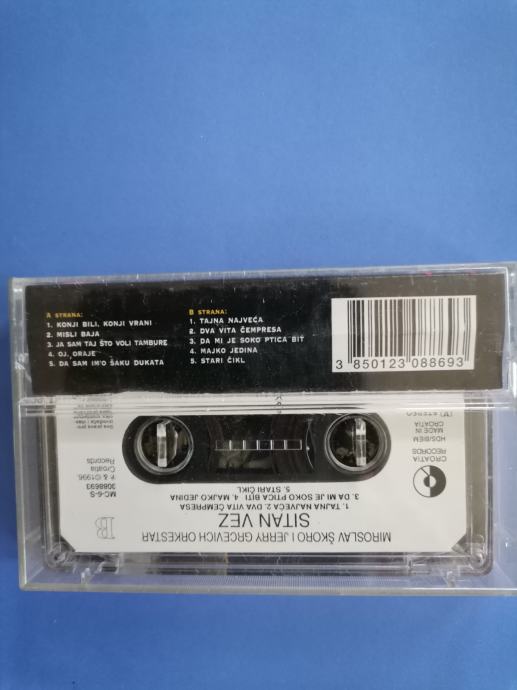 A STRANA:
1. KONJI BILI, KONJI VRANI
2. MISLI BAJA
3. JA SAM TAJ ŠTO VOLI TAMBURE
4. OJ, ORAJE
5. DA SAM IM'O ŠAKU DUKATA
B STRANA:
1. TAJNA NAJVEĆA
2. DVA VITA ČEMPRESA
3. DA MI JE SOKO PTICA BIT
4. MAJKO JEDINA
5. STARI ČIKL
3 850123 088693
MIROSLAV ŠKORO I JERRY GRCEVICH ORKESTAR
SITAN VEZ
1. TAJNA NAJVEĆA 2. DVA VITA ČEMPRESA
3. DA MI JE SOKO PTICA BITI 4. MAJKO JEDINA
5. STARI ČIKL
B
MC-6-S
3088693
℗ & ©1996
Croatia
Records
CROATIA
RECORDS
HDS/BIEM
MADE IN
CROATIA
STEREO